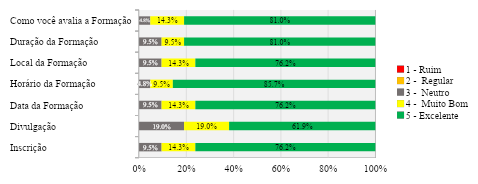 Como você avalia a Formação 4.8% 14.3% 81.0%
Duração da Formação 9.5% 9.5% 81.0%
Local da Formação 9.5% 14.3% 76.2%
Horário da Formação 4.8% 9.5% 85.7%
Data da Formação 9.5% 14.3% 76.2%
Divulgação 19.0% 19.0% 61.9%
Inscrição 9.5% 14.3% 76.2%
0% 20% 40% 60% 80% 100%
1 - Ruim
2 - Regular
3 - Neutro
4 - Muito Bom
5 - Excelente